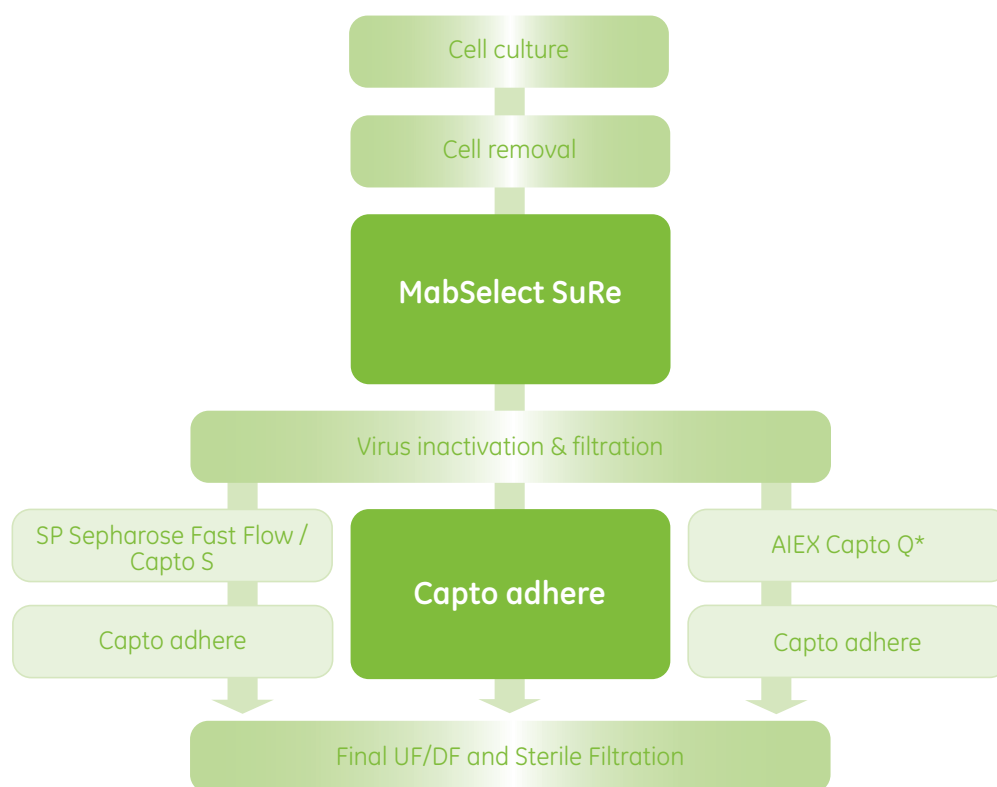 Cell culture
Cell removal
MabSelect SuRe
Virus inactivation & filtration
SP Sepharose Fast Flow /
Capto S
Capto adhere
Capto adhere
AIEX Capto Q*
Capto adhere
Final UF/DF and Sterile Filtration